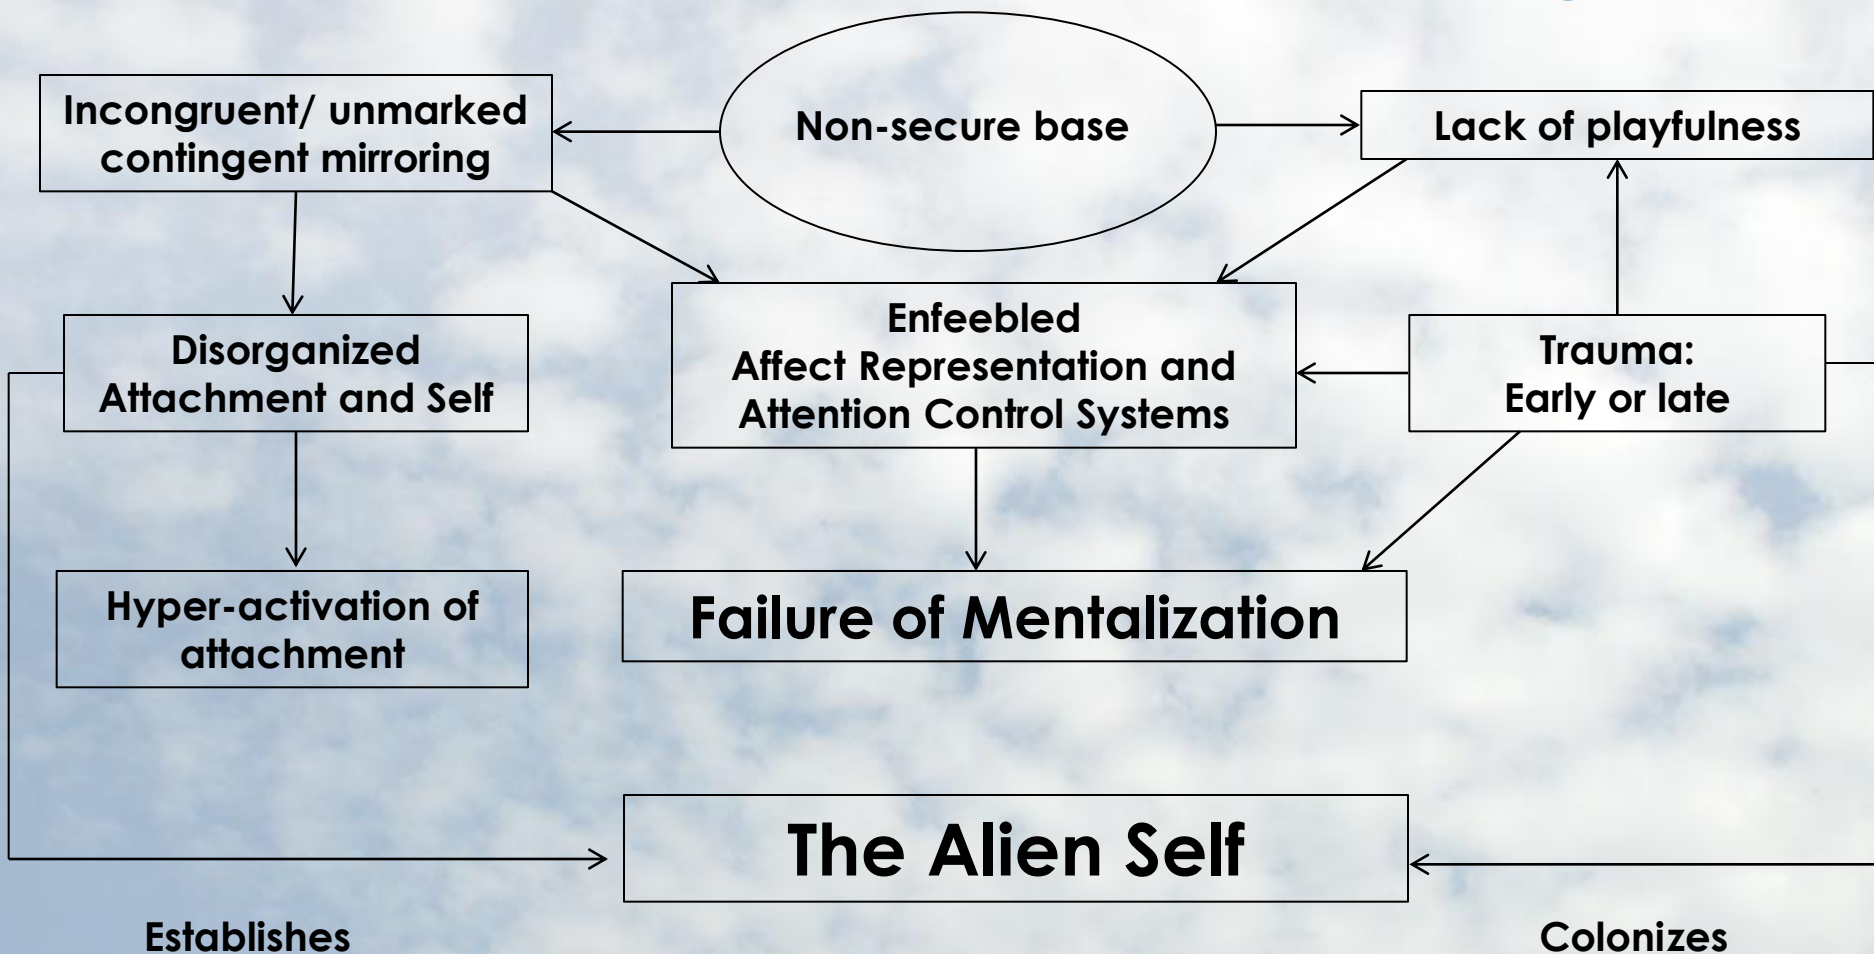 Incongruent/ unmarked
contingent mirroring
Non-secure base
Lack of playfulness
Disorganized
Attachment and Self
Enfeebled
Affect Representation and
Attention Control Systems
Trauma:
Early or late
Hyper-activation of
attachment
Failure of Mentalization
The Alien Self
Establishes
Colonizes